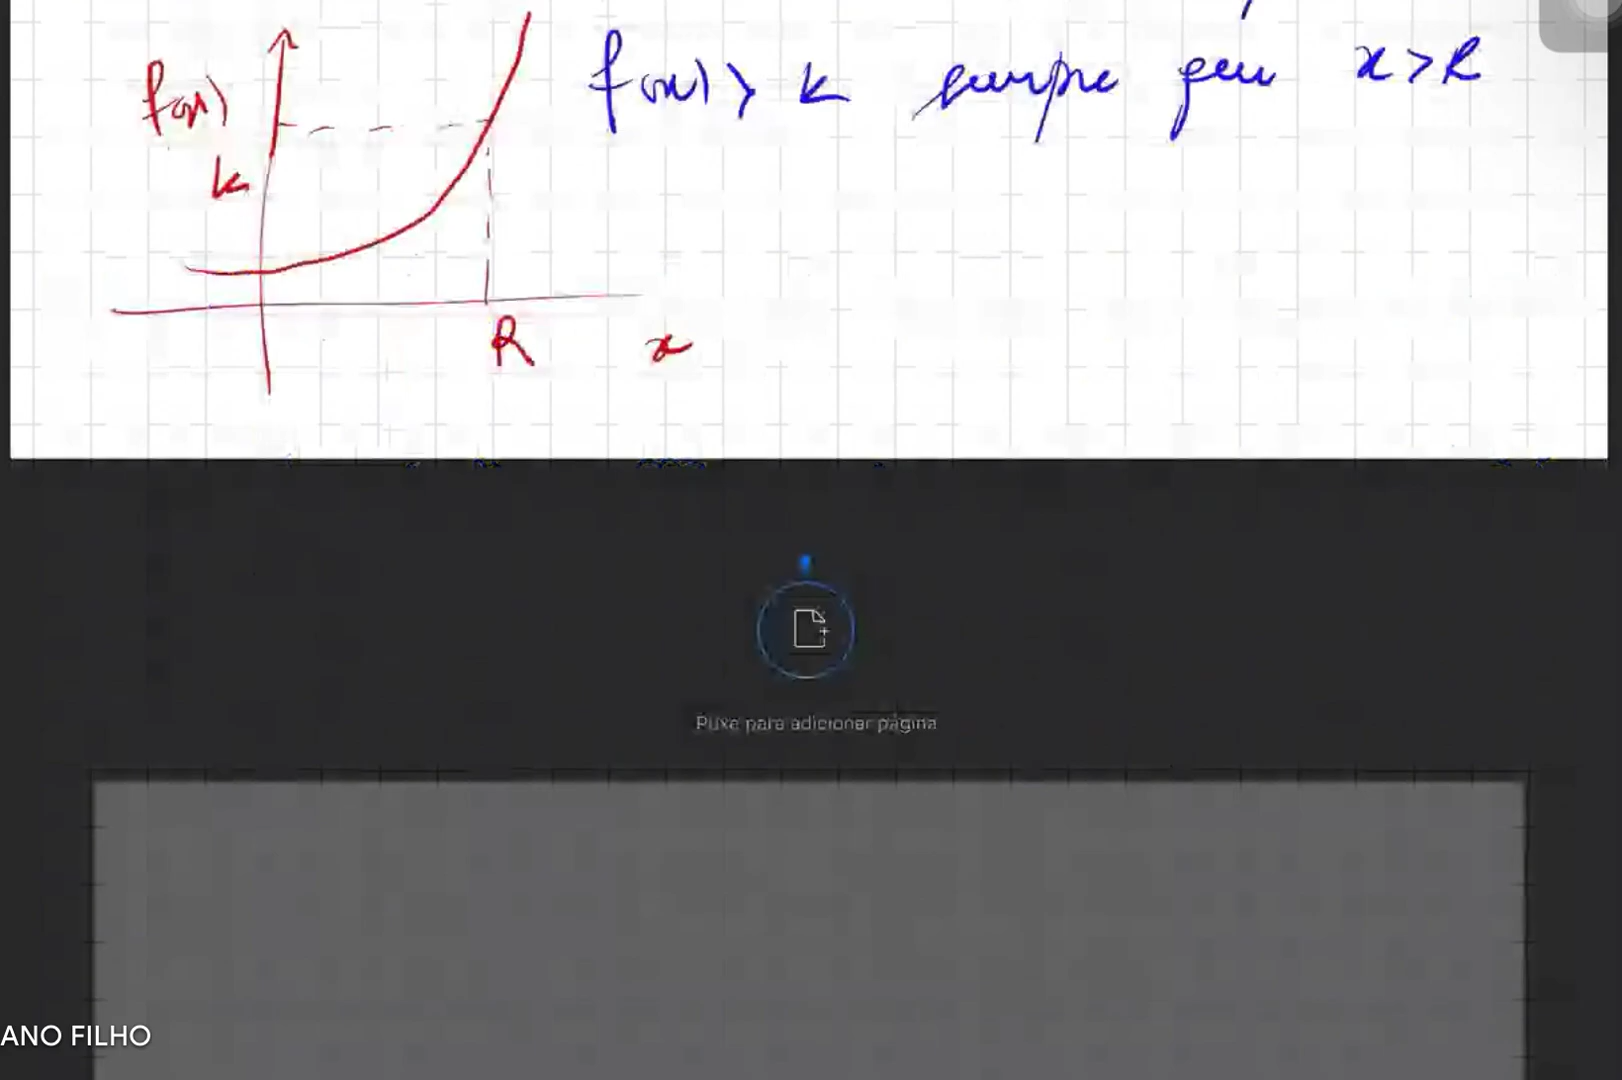 f(x) f(x) > k sempre que x > R
k
R x
Puxe para adicionar página
ANO FILHO